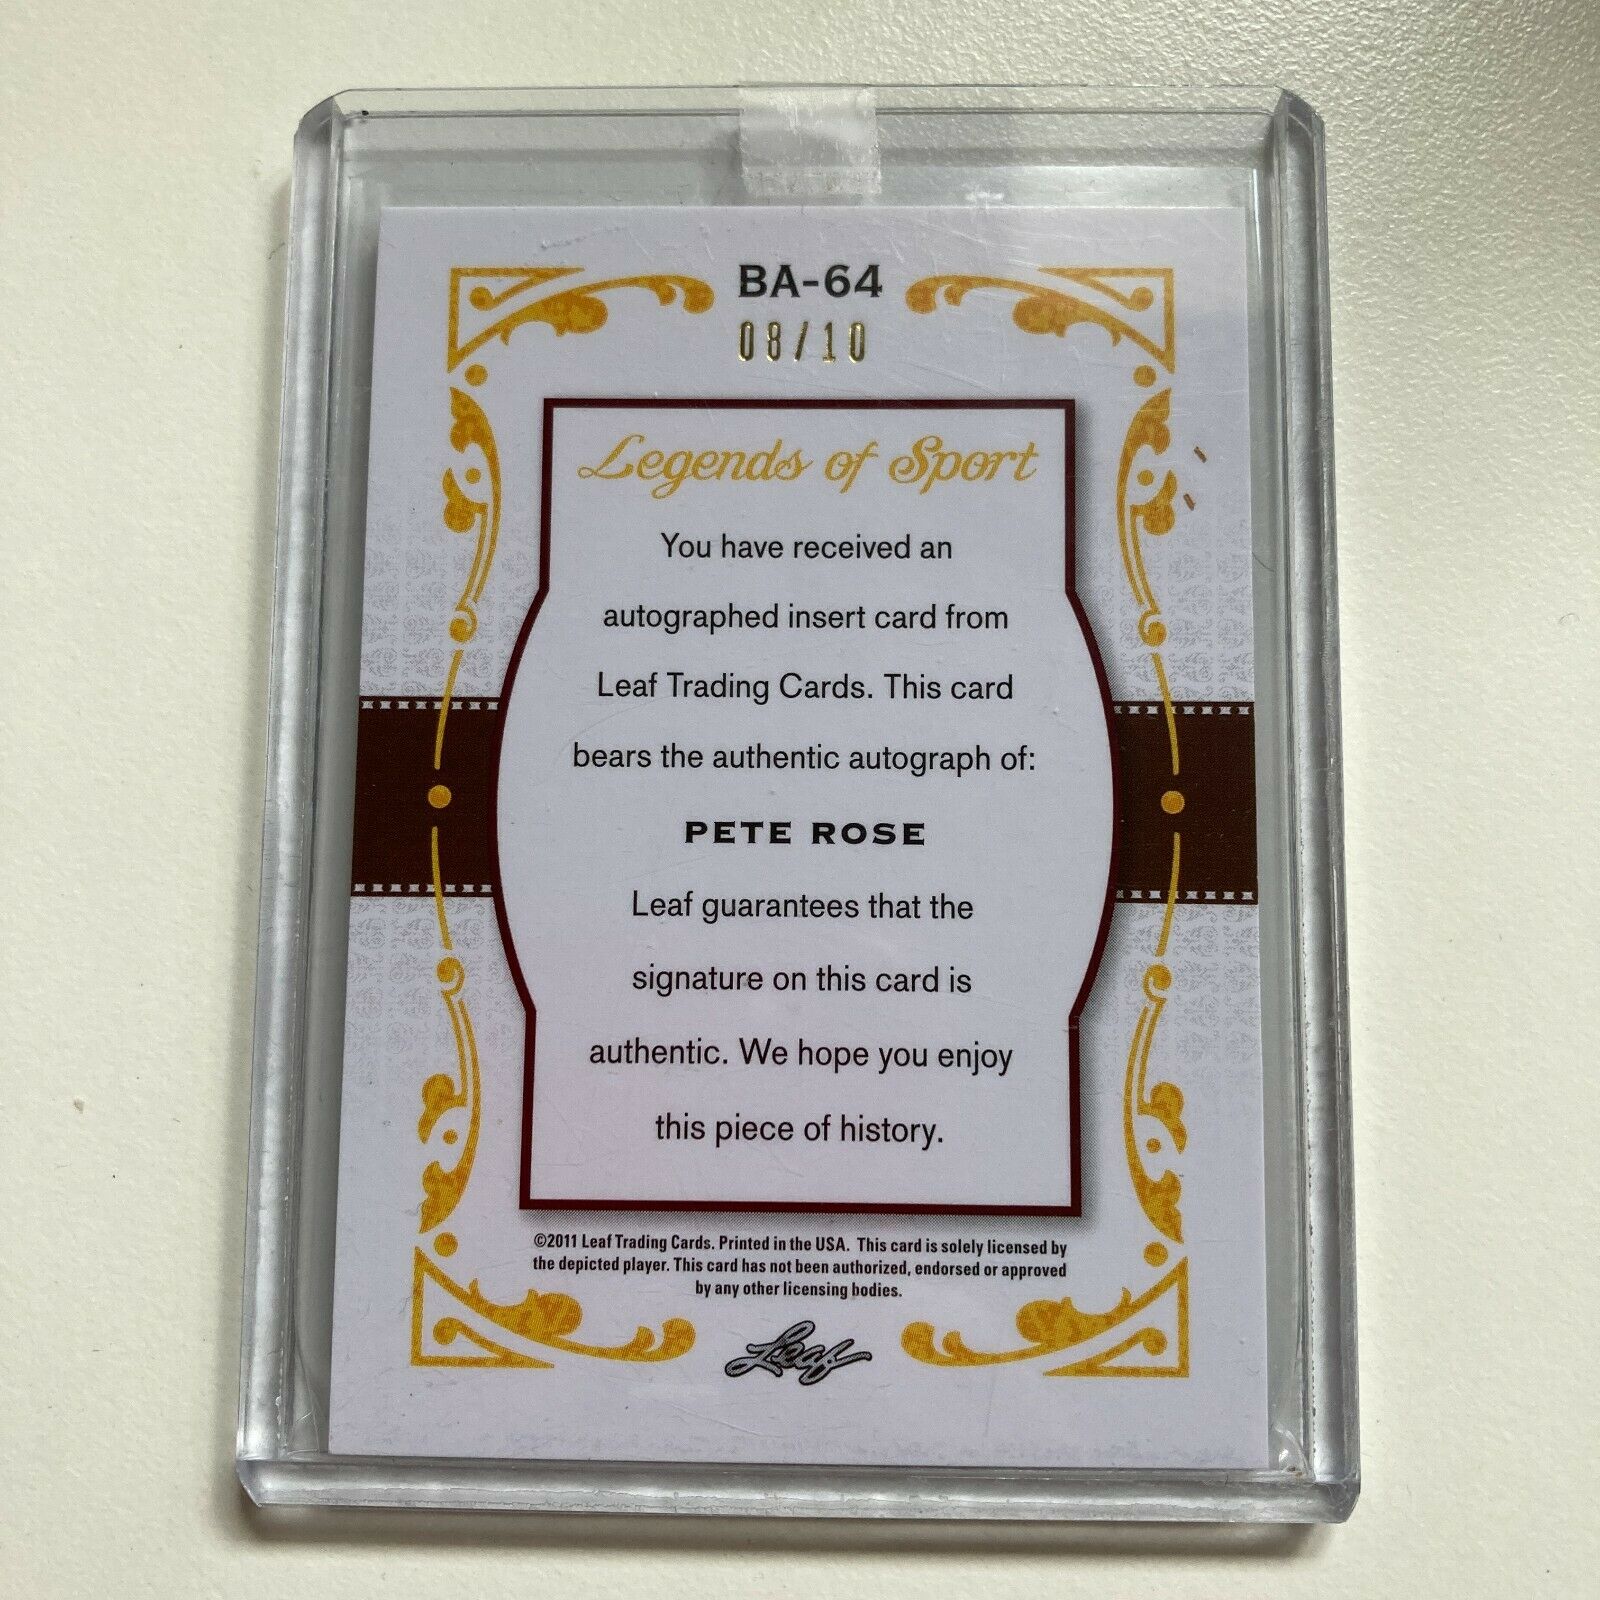 BA-64
08/10
Legends of Sport
You have received an
autographed insert card from
Leaf Trading Cards. This card
bears the authentic autograph of:
PETE ROSE
Leaf guarantees that the
signature on this card is
authentic. We hope you enjoy
this piece of history.
©2011 Leaf Trading Cards. Printed in the USA. This card is solely licensed by
the depicted player. This card has not been authorized, endorsed or approved
by any other licensing bodies.
Leaf